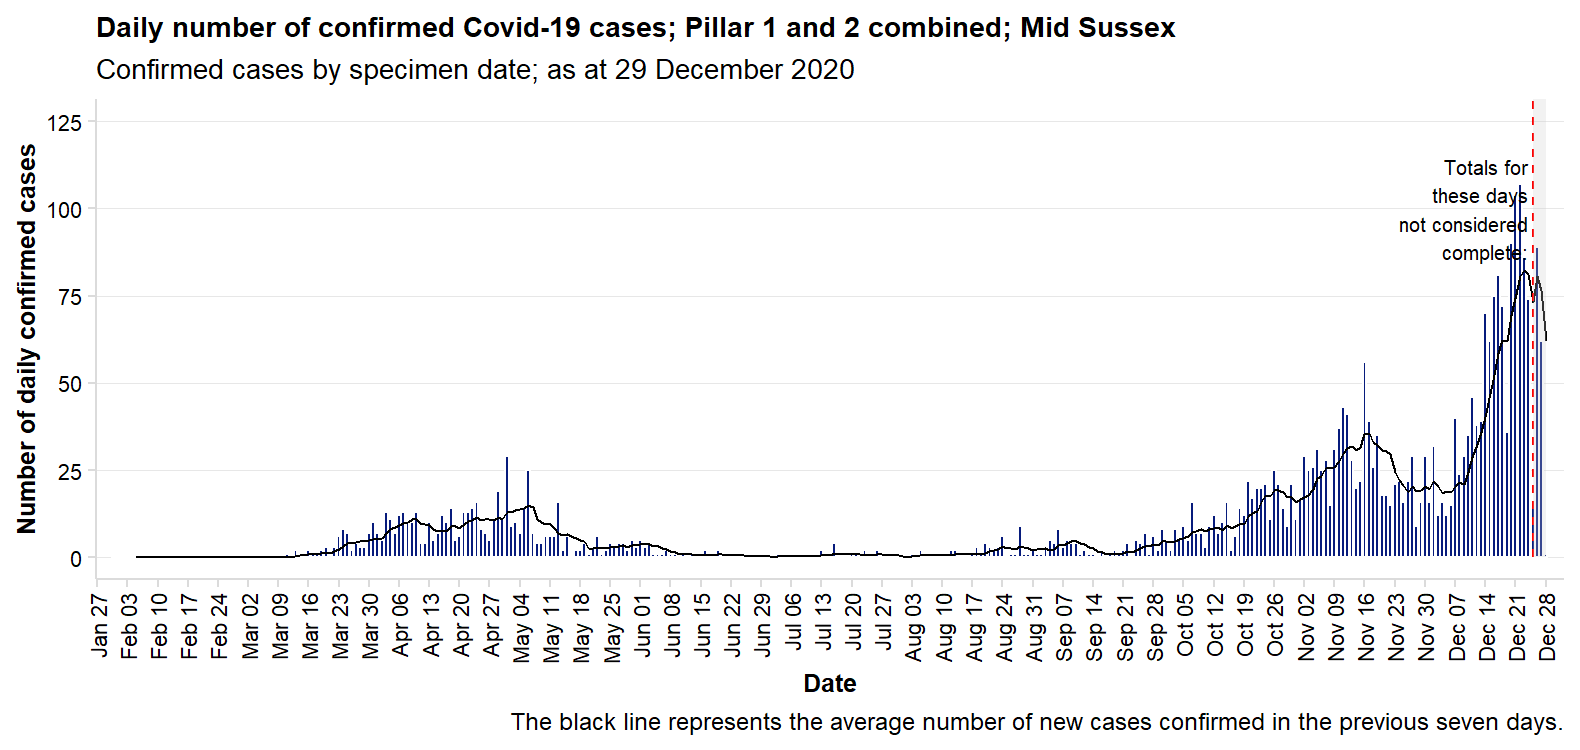 Daily number of confirmed Covid-19 cases; Pillar 1 and 2 combined; Mid Sussex
Confirmed cases by specimen date; as at 29 December 2020
Number of daily confirmed cases
125
100
75
50
25
0
Totals for
these days
not considered
complete.
Jan 27
Feb 03
Feb 10
Feb 17
Feb 24
Mar 02
Mar 09
Mar 16
Mar 23
Mar 30
Apr 06
Apr 13
Apr 20
Apr 27
May 04
May 11
May 18
May 25
Jun 01
Jun 08
Jun 15
Jun 22
Jun 29
Jul 06
Jul 13
Jul 20
Jul 27
Aug 03
Aug 10
Aug 17
Aug 24
Aug 31
Sep 07
Sep 14
Sep 21
Sep 28
Oct 05
Oct 12
Oct 19
Oct 26
Nov 02
Nov 09
Nov 16
Nov 23
Nov 30
Dec 07
Dec 14
Dec 21
Dec 28
Date
The black line represents the average number of new cases confirmed in the previous seven days.